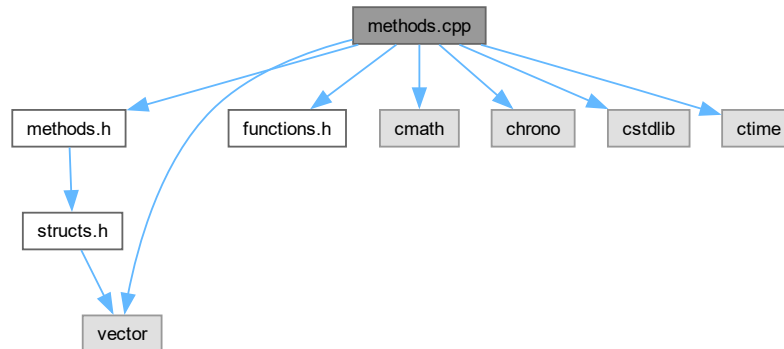 methods.cpp
methods.h
functions.h
cmath
chrono
cstdlib
ctime
structs.h
vector